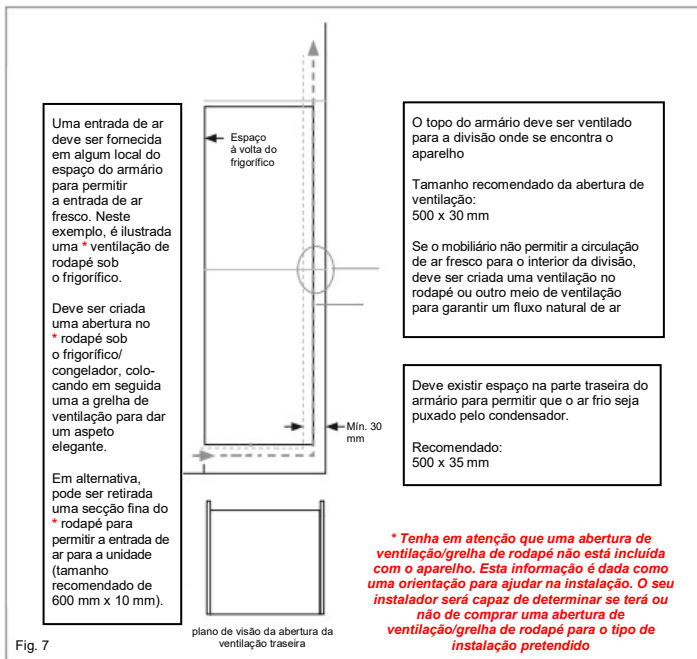 Uma entrada de ar
deve ser fornecida
em algum local do
espaço do armário
para permitir
a entrada de ar
fresco. Neste
exemplo, é ilustrada
uma * ventilação de
rodapé sob
o frigorífico.
Deve ser criada
uma abertura no
* rodapé sob
o frigorífico/
congelador, colo-
cando em seguida
uma a grelha de
ventilação para dar
um aspeto
elegante.
Em alternativa,
pode ser retirada
uma secção fina do
* rodapé para
permitir a entrada de
ar para a unidade
(tamanho
recomendado de
600 mm x 10 mm).
Espaço
à volta do
frigorífico
Mín. 30
mm
plano de visão da abertura da
ventilação traseira
O topo do armário deve ser ventilado
para a divisão onde se encontra o
aparelho
Tamanho recomendado da abertura de
ventilação:
500 x 30 mm
Se o mobiliário não permitir a circulação
de ar fresco para o interior da divisão,
deve ser criada uma ventilação no
rodapé ou outro meio de ventilação
para garantir um fluxo natural de ar
Deve existir espaço na parte traseira do
armário para permitir que o ar frio seja
puxado pelo condensador.
Recomendado:
500 x 35 mm
* Tenha em atenção que uma abertura de
ventilação/grelha de rodapé não está incluída
com o aparelho. Esta informação é dada como
uma orientação para ajudar na instalação. O seu
instalador será capaz de determinar se terá ou
não de comprar uma abertura de
ventilação/grelha de rodapé para o tipo de
instalação pretendido
Fig. 7